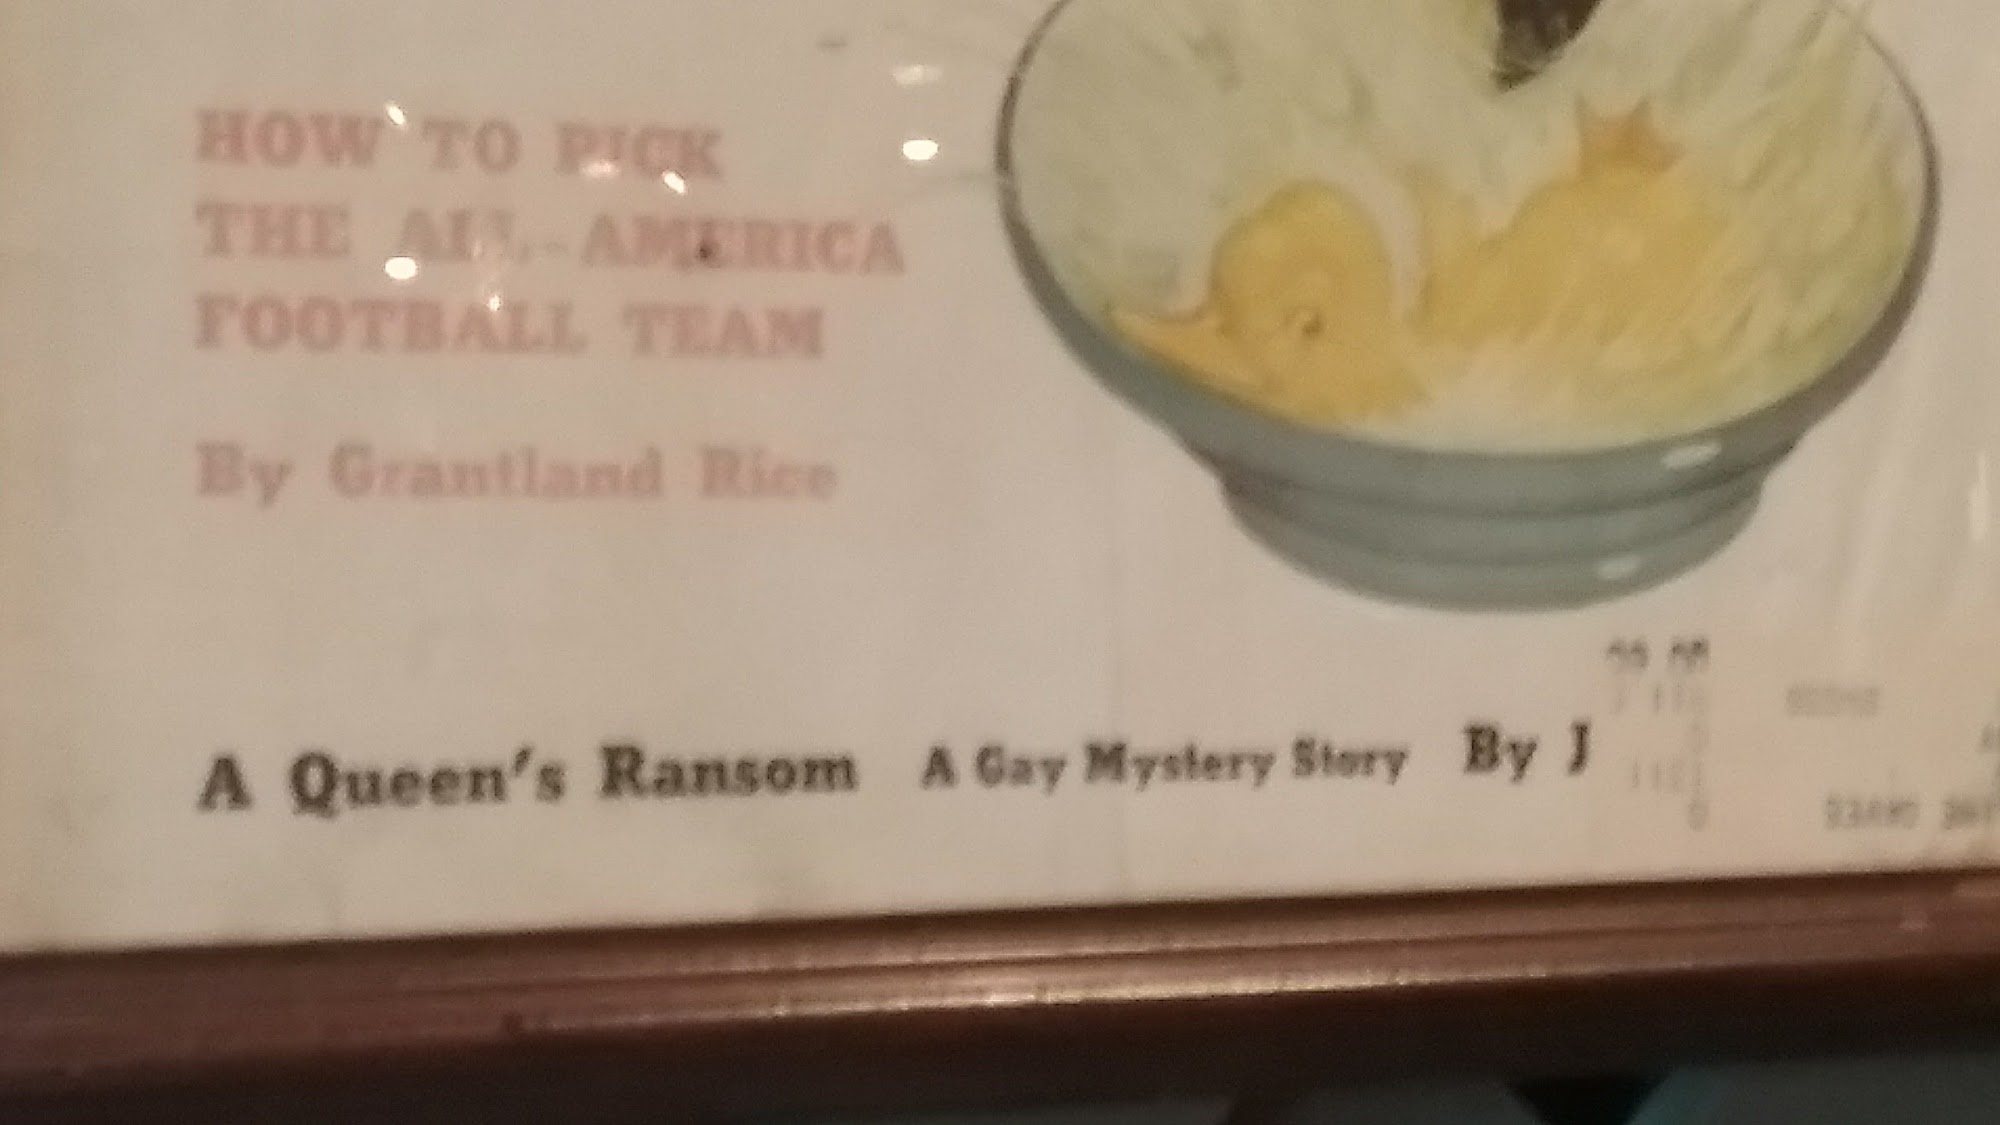 HOW TO PICK
THE ALL-AMERICA
FOOTBALL TEAM
By Grantland Rice
A Queen's Ransom A Gay Mystery Story By J